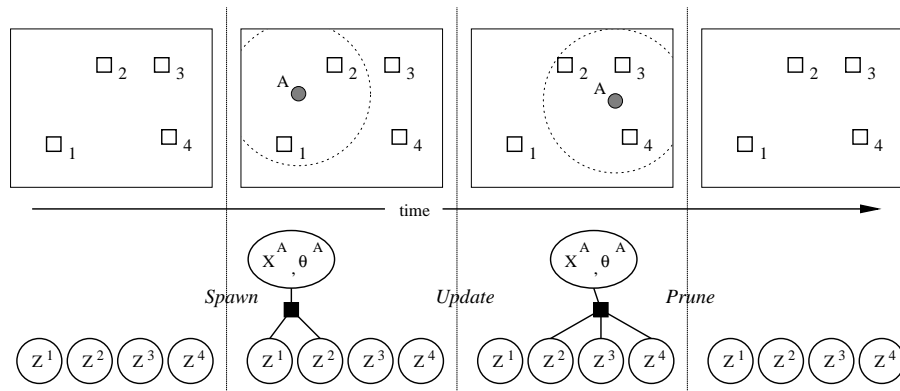 2 3
1 4
A 2 3
1 4
2 3
A
1 4
2 3
1 4
time
X^A, θ^A
X^A, θ^A
Spawn Update Prune
Z^1 Z^2 Z^3 Z^4
Z^1 Z^2 Z^3 Z^4
Z^1 Z^2 Z^3 Z^4
Z^1 Z^2 Z^3 Z^4